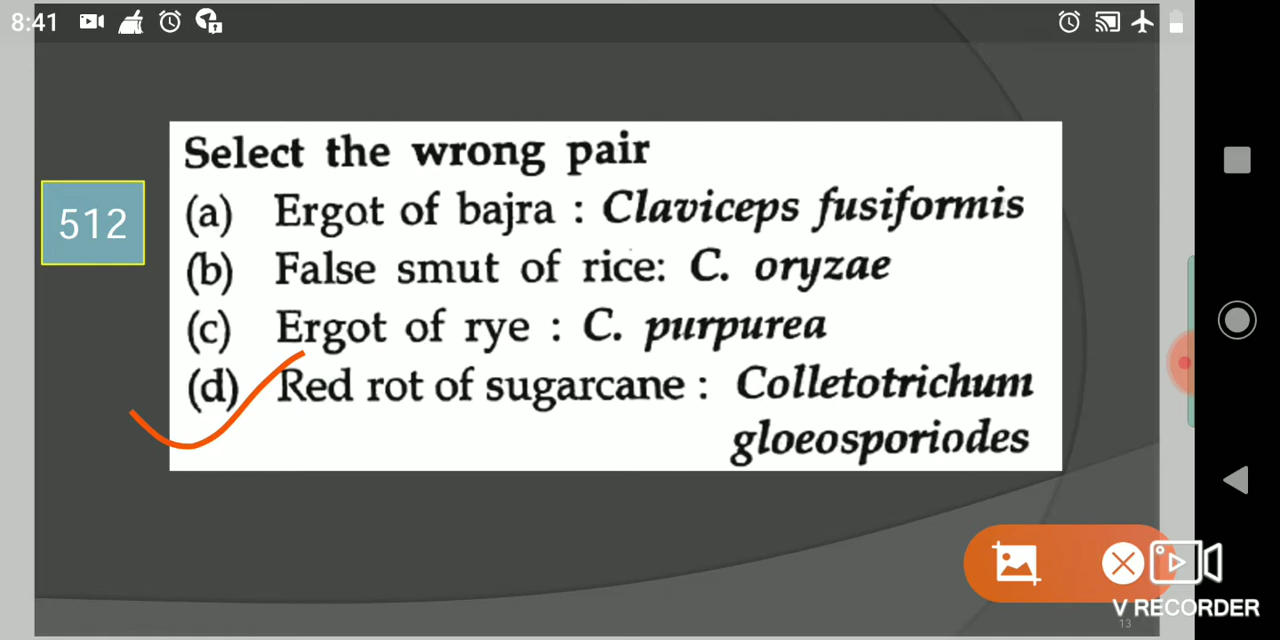 8:41
512
Select the wrong pair
(a) Ergot of bajra : Claviceps fusiformis
(b) False smut of rice: C. oryzae
(c) Ergot of rye : C. purpurea
(d) Red rot of sugarcane : Colletotrichum
gloeosporiodes
V RECORDER
13